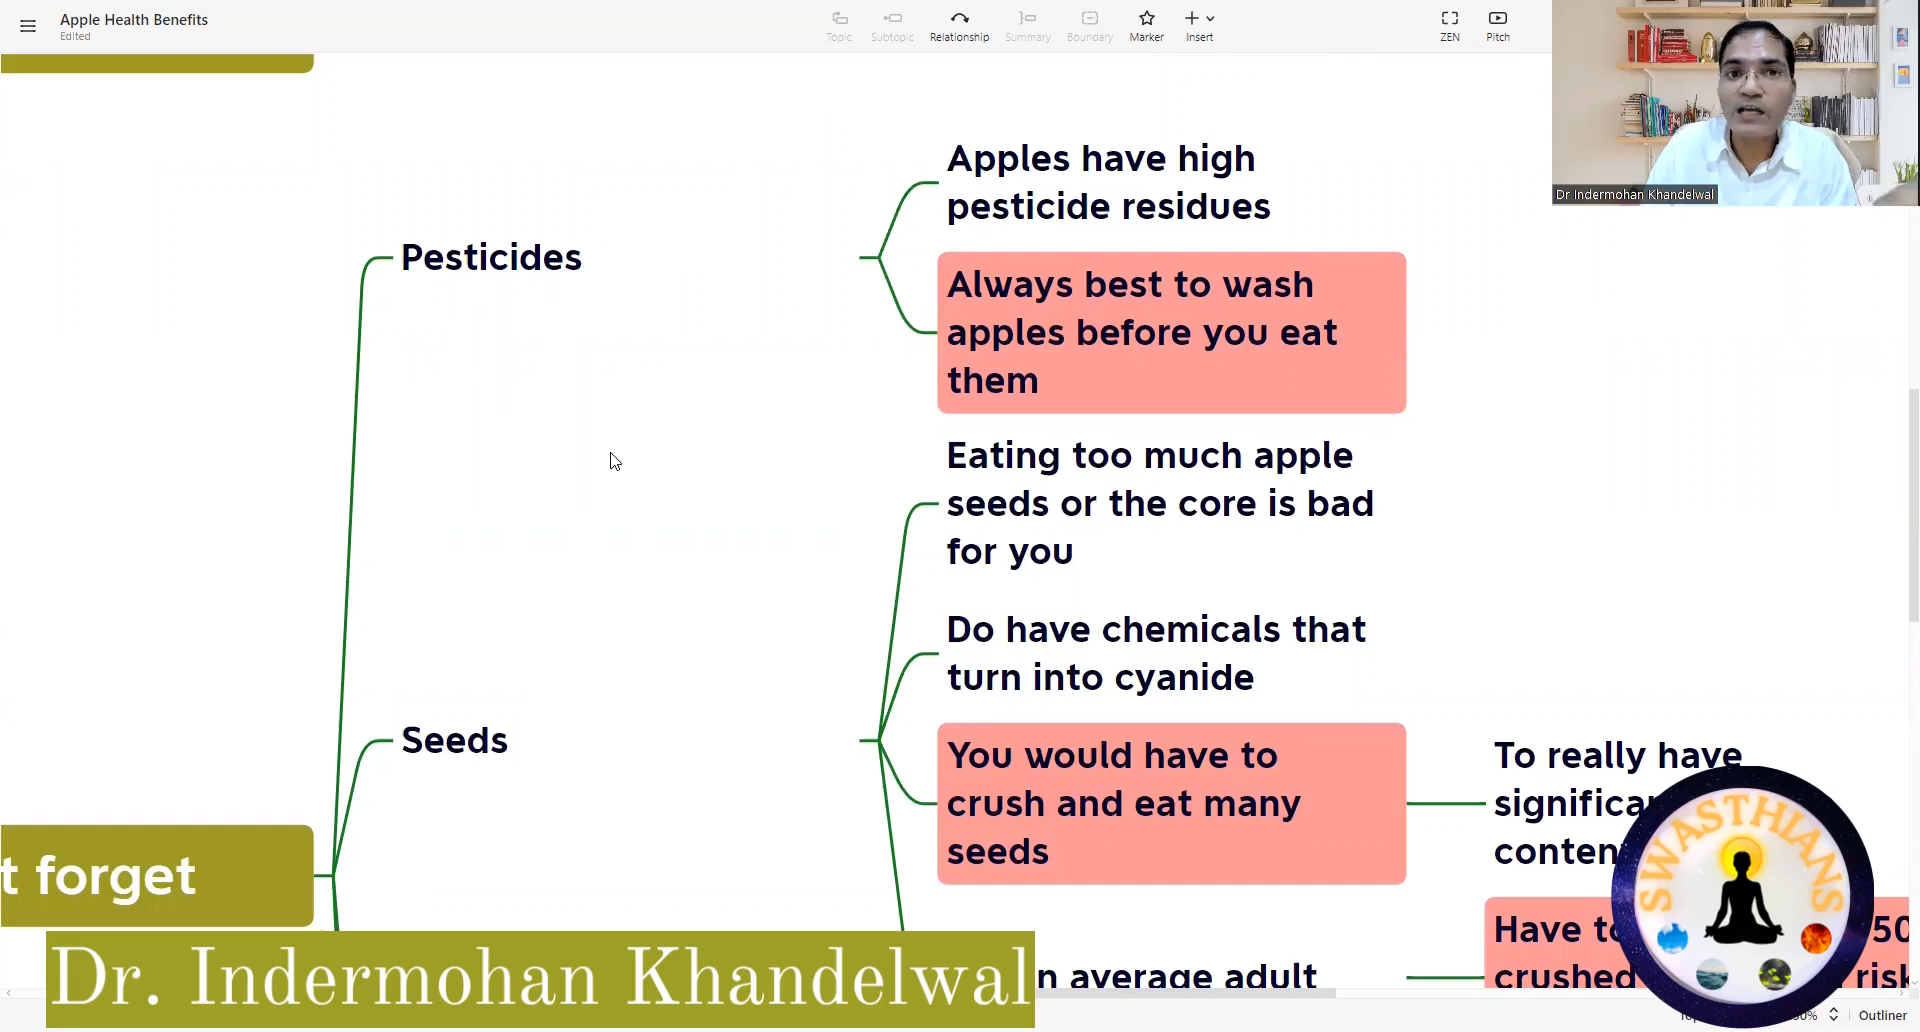 Apple Health Benefits
Edited
Topic
Subtopic
Relationship
Summary
Boundary
Marker
Insert
ZEN
Pitch
Dr Indermohan Khandelwal
Apples have high
pesticide residues
Pesticides
Always best to wash
apples before you eat
them
Eating too much apple
seeds or the core is bad
for you
Do have chemicals that
turn into cyanide
Seeds
You would have to
crush and eat many
seeds
To really have
t forget
SWASTHIANS
Have
50
crushed
risk
average adult
Dr. Indermohan Khandelwal
Outliner